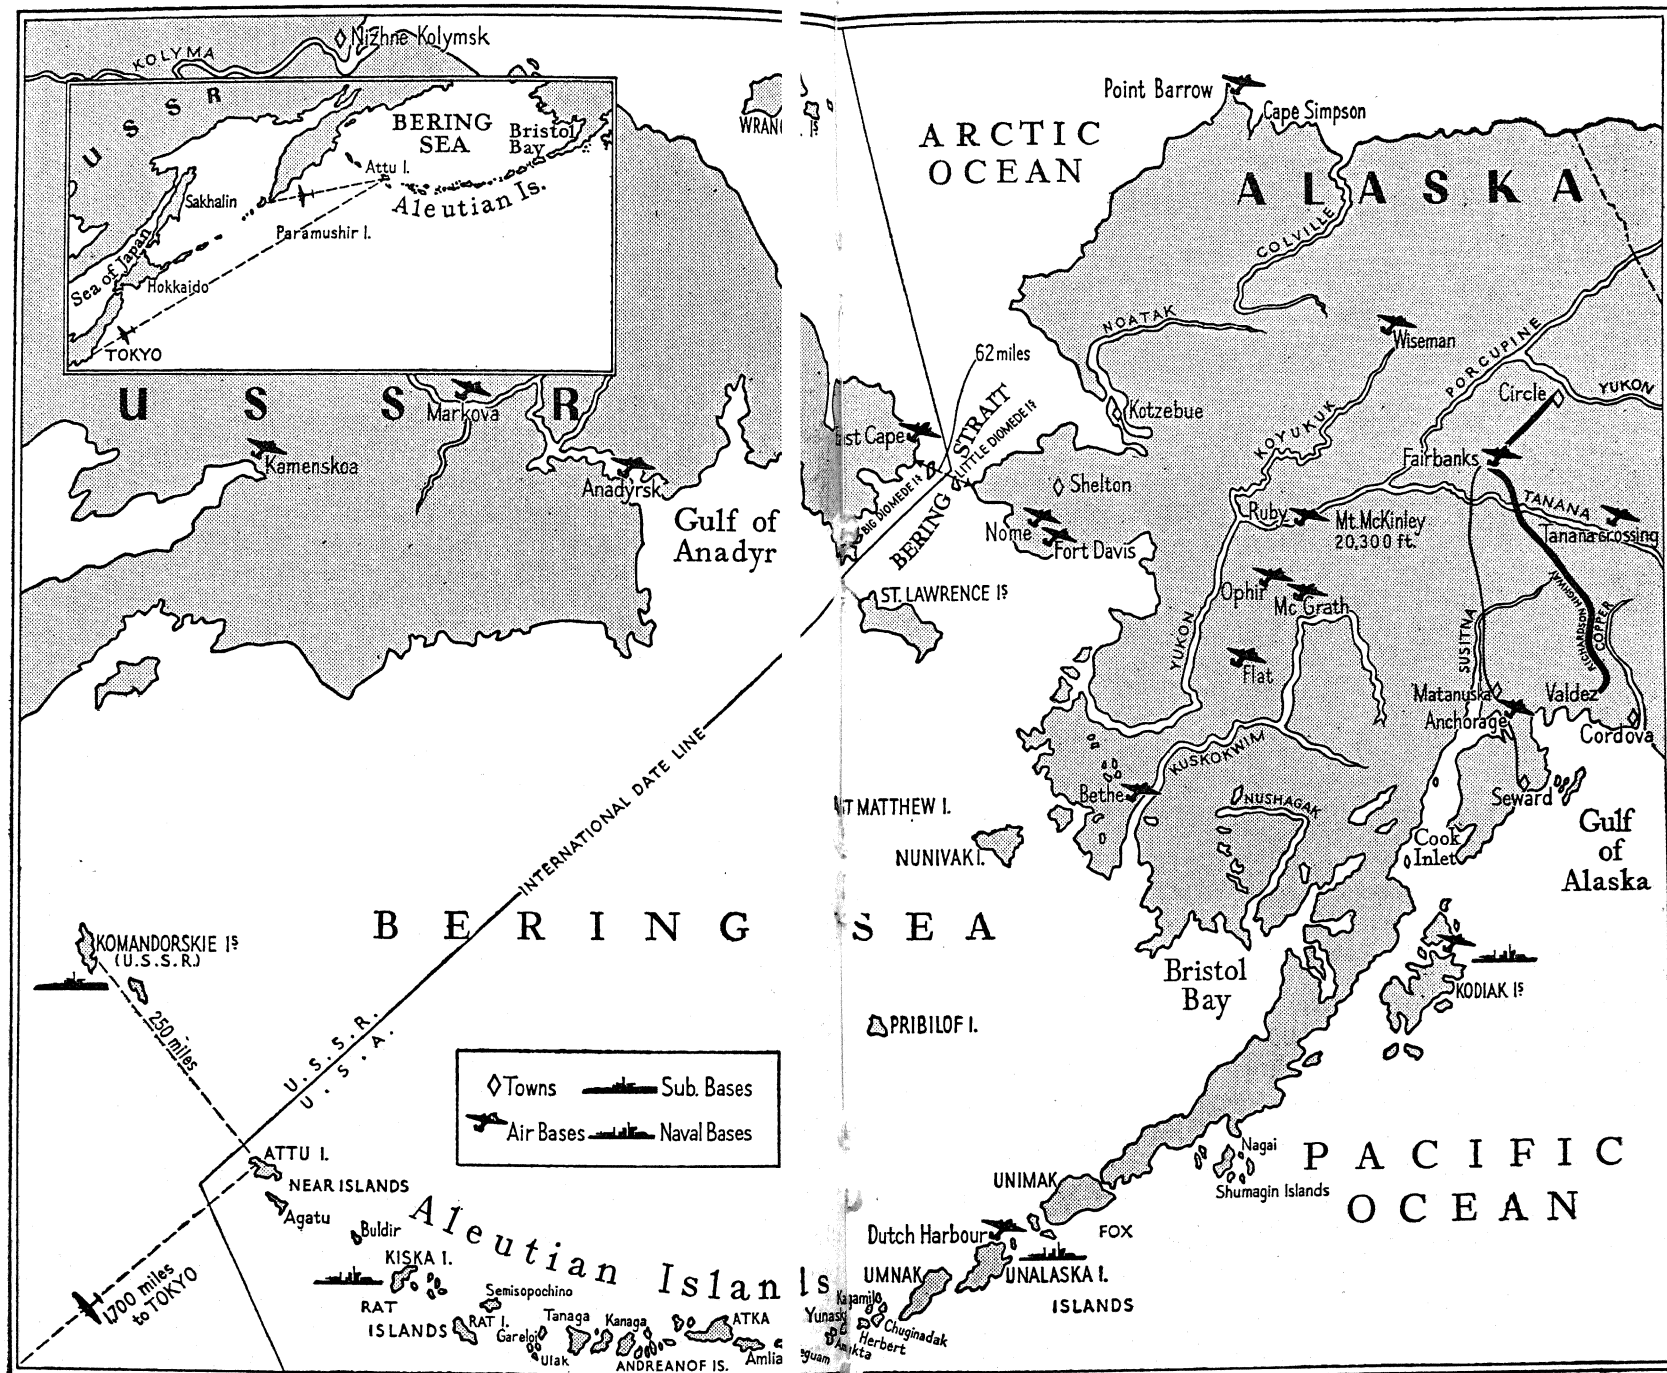 Nizhne Kolymsk
KOLYMA
U S S R
BERING
SEA
Bristol
Bay
Attu I.
Aleutian Is.
Sakhalin
Paramushir I.
Sea of Japan
Hokkaido
TOKYO
U S S R
Markova
Kamenskoa
Anadyrsk
Gulf of
Anadyr
ARCTIC
OCEAN
Point Barrow
Cape Simpson
ALASKA
COLVILLE
NOATAK
Wiseman
PORCUPINE
62 miles
Circle
YUKON
Kotzebue
KOYUKUK
STRAIT
LITTLE DIOMEDE IS
Fairbanks
BIG DIOMEDE IS
BERING
Shelton
Ruby
Mt. McKinley
20,300 ft.
TANANA
Tanana crossing
Nome
Fort Davis
ST. LAWRENCE IS
Ophir
Mc Grath
RICHARDSON HIGHWAY
COPPER
YUKON
SUSITNA
Flat
Matanuska
Valdez
Anchorage
Cordova
KUSKOKWIM
INTERNATIONAL DATE LINE
Bethel
NUSHAGAK
Seward
T MATTHEW I.
NUNIVAK I.
Cook
Inlet
Gulf
of
Alaska
BERING SEA
KOMANDORSKIE IS
(U.S.S.R.)
250 miles
Bristol
Bay
KODIAK IS
PRIBILOF I.
U. S. S. R.
U. S. A.
Towns
Sub. Bases
Air Bases
Naval Bases
ATTU I.
NEAR ISLANDS
Agatu
Buldir
KISKA I.
Aleutian Islands
1,700 miles
to TOKYO
RAT
ISLANDS
RAT I.
Semisopochino
Gareloi
Ulak
Tanaga
Kanaga
ANDREANOF IS.
ATKA
Amlia
Nagai
Shumagin Islands
PACIFIC
OCEAN
UNIMAK
FOX
Dutch Harbour
UNALASKA I.
UMNAK
ISLANDS
Chuginadak
Herbert